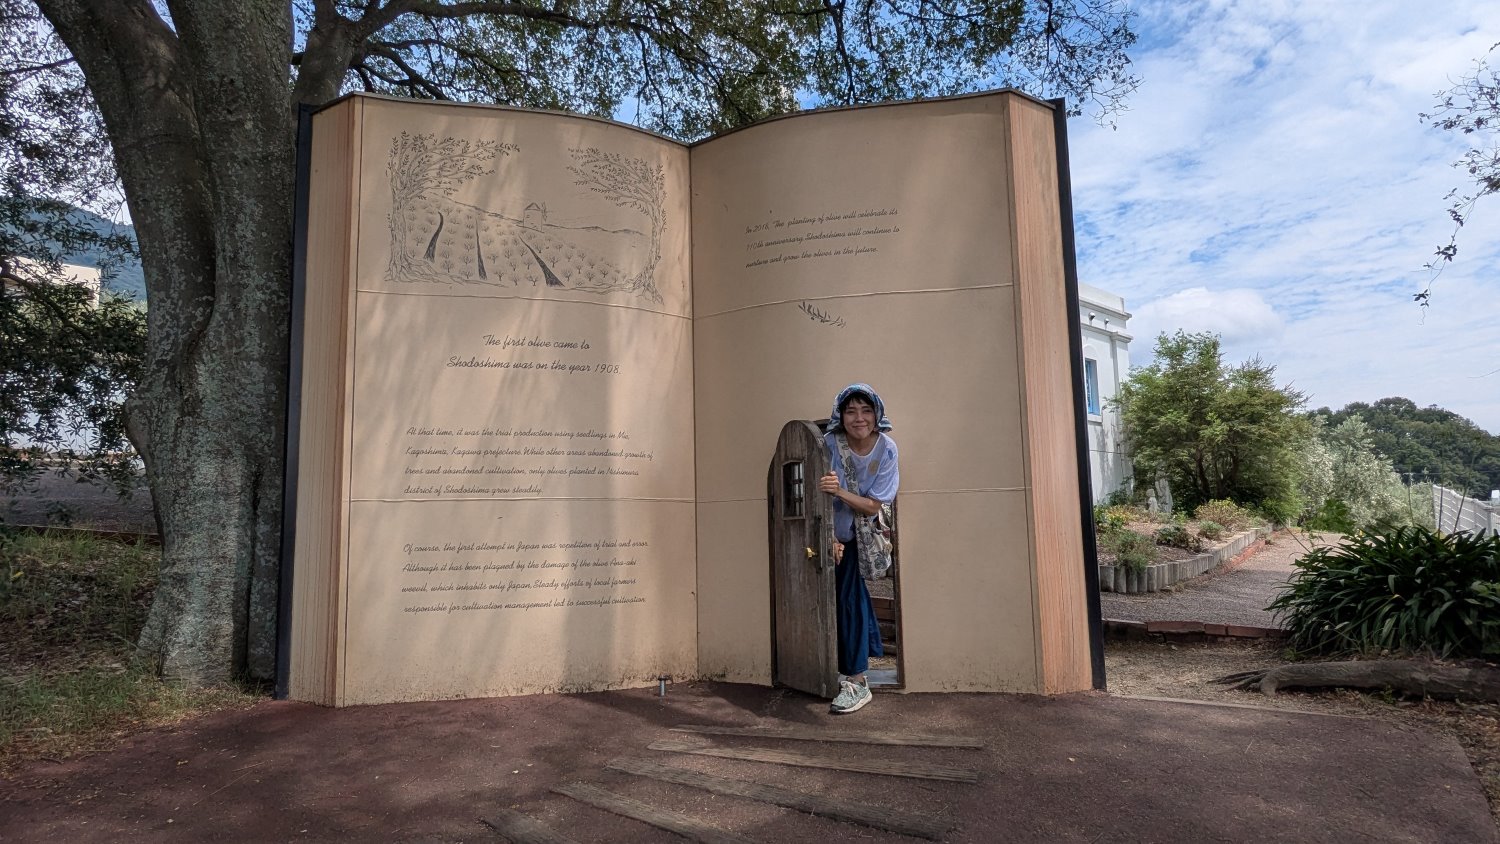 The first olive came to
Shodoshima was on the year 1908.
At that time, it was the trial production using seedlings in Mie,
Kagoshima, Kagawa prefecture. While other areas abandoned growth of
trees and abandoned cultivation, only olives planted in Nishimura
district of Shodoshima grew steadily.
Of course, the first attempt in Japan was repetition of trial and error.
Although it has been plagued by the damage of the olive Ana-aki
weevil, which inhabits only Japan. Steady efforts of local farmers
responsible for cultivation management led to successful cultivation.
In 2018, The planting of olive will celebrate its
110th anniversary. Shodoshima will continue to
nurture and grow the olives in the future.